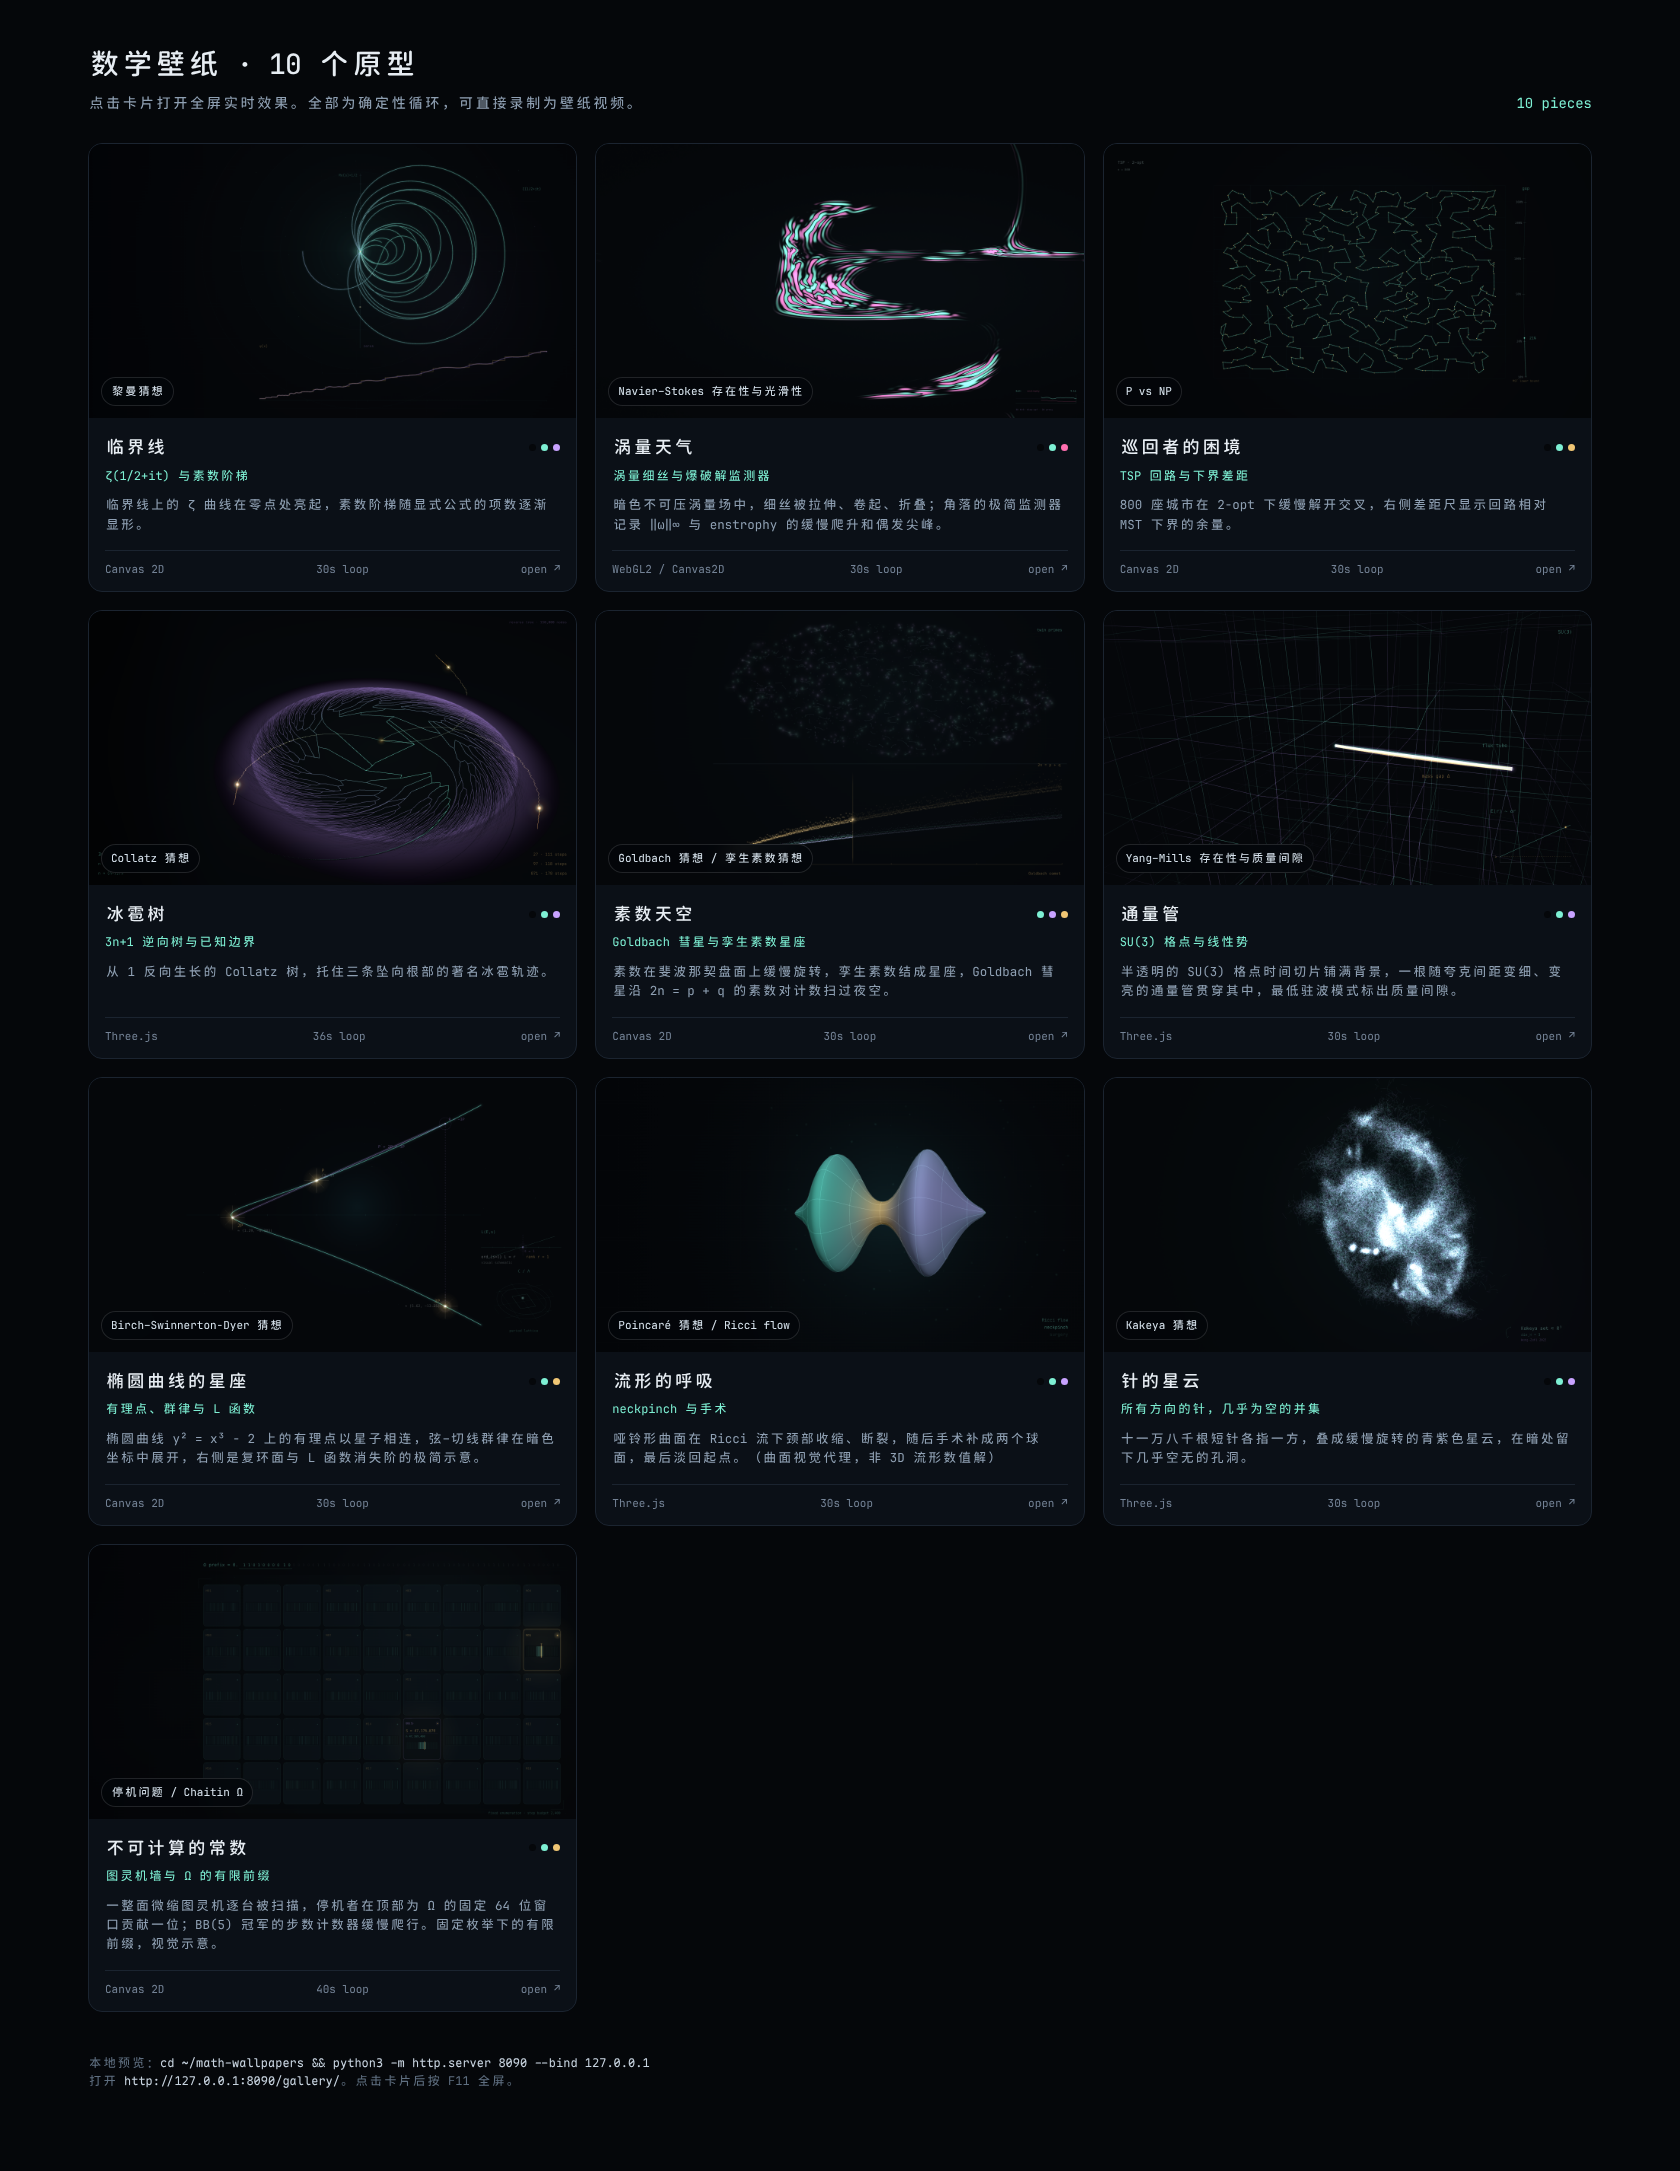 数学壁纸 · 10 个原型
点击卡片打开全屏实时效果。全部为确定性循环，可直接录制为壁纸视频。
10 pieces
黎曼猜想
临界线
ζ(1/2+it) 与素数阶梯
临界线上的 ζ 曲线在零点处亮起，素数阶梯随显式公式的项数逐渐
显形。
Canvas 2D
30s loop
open ↗
Navier-Stokes 存在性与光滑性
涡量天气
涡量细丝与爆破解监测器
暗色不可压涡量场中，细丝被拉伸、卷起、折叠；角落的极简监测器
记录 ‖ω‖∞ 与 enstrophy 的缓慢爬升和偶发尖峰。
WebGL2 / Canvas2D
30s loop
open ↗
P vs NP
巡回者的困境
TSP 回路与下界差距
800 座城市在 2-opt 下缓慢解开交叉，右侧差距尺显示回路相对
MST 下界的余量。
Canvas 2D
30s loop
open ↗
Collatz 猜想
冰雹树
3n+1 逆向树与已知边界
从 1 反向生长的 Collatz 树，托住三条坠向根部的著名冰雹轨迹。
Three.js
36s loop
open ↗
Goldbach 猜想 / 孪生素数猜想
素数天空
Goldbach 彗星与孪生素数星座
素数在斐波那契盘面上缓慢旋转，孪生素数结成星座，Goldbach 彗
星沿 2n = p + q 的素数对计数扫过夜空。
Canvas 2D
30s loop
open ↗
SU(3)
Yang-Mills 存在性与质量间隙
通量管
SU(3) 格点与线性势
半透明的 SU(3) 格点时间切片铺满背景，一根随夸克间距变细、变
亮的通量管贯穿其中，最低驻波模式标出质量间隙。
Three.js
30s loop
open ↗
Birch-Swinnerton-Dyer 猜想
椭圆曲线的星座
有理点、群律与 L 函数
椭圆曲线 y² = x³ - 2 上的有理点以星子相连，弦-切线群律在暗色
坐标中展开，右侧是复环面与 L 函数消失阶的极简示意。
Canvas 2D
30s loop
open ↗
Poincaré 猜想 / Ricci flow
流形的呼吸
neckpinch 与手术
哑铃形曲面在 Ricci 流下颈部收缩、断裂，随后手术补成两个球
面，最后淡回起点。（曲面视觉代理，非 3D 流形数值解）
Three.js
30s loop
open ↗
Kakeya 猜想
针的星云
所有方向的针，几乎为空的并集
十一万八千根短针各指一方，叠成缓慢旋转的青紫色星云，在暗处留
下几乎空无的孔洞。
Three.js
30s loop
open ↗
停机问题 / Chaitin Ω
不可计算的常数
图灵机墙与 Ω 的有限前缀
一整面微缩图灵机逐台被扫描，停机者在顶部为 Ω 的固定 64 位窗
口贡献一位；BB(5) 冠军的步数计数器缓慢爬行。固定枚举下的有限
前缀，视觉示意。
Canvas 2D
40s loop
open ↗
本地预览：cd ~/math-wallpapers && python3 -m http.server 8090 --bind 127.0.0.1
打开 http://127.0.0.1:8090/gallery/。点击卡片后按 F11 全屏。